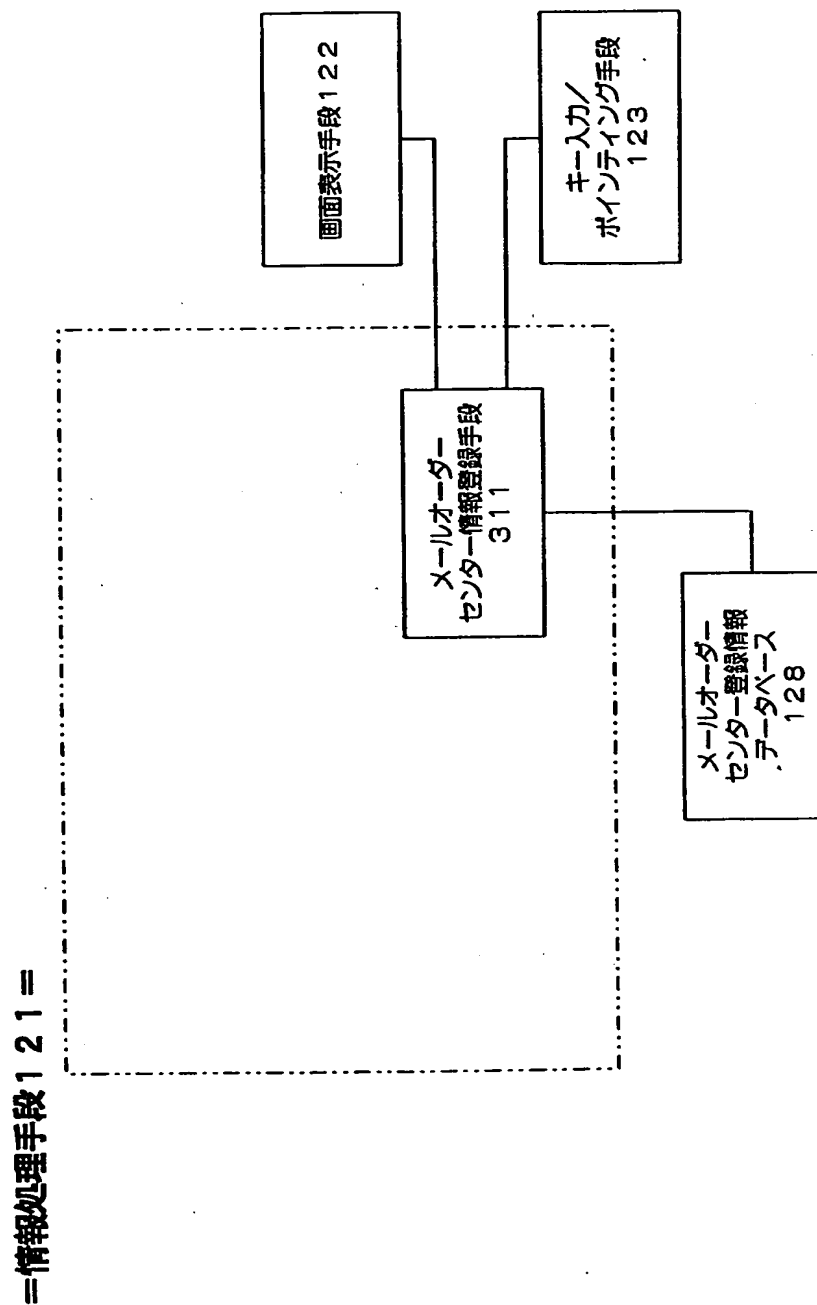 =情報処理手段121=
画面表示手段122
メールオーダー
センター情報登録手段
311
キー入力/
ポインティング手段
123
メールオーダー
センター登録情報
データベース
128